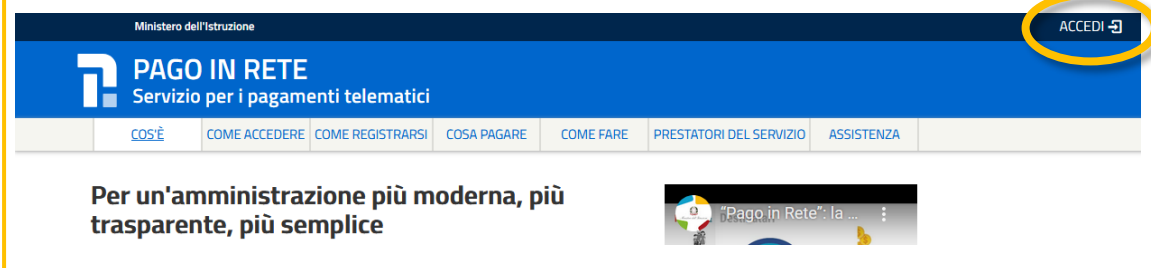 Ministero dell'Istruzione
ACCEDI
PAGO IN RETE
Servizio per i pagamenti telematici
COS'È COME ACCEDERE COME REGISTRARSI COSA PAGARE COME FARE PRESTATORI DEL SERVIZIO ASSISTENZA
Per un'amministrazione più moderna, più
trasparente, più semplice
"Pago in Rete": la ...